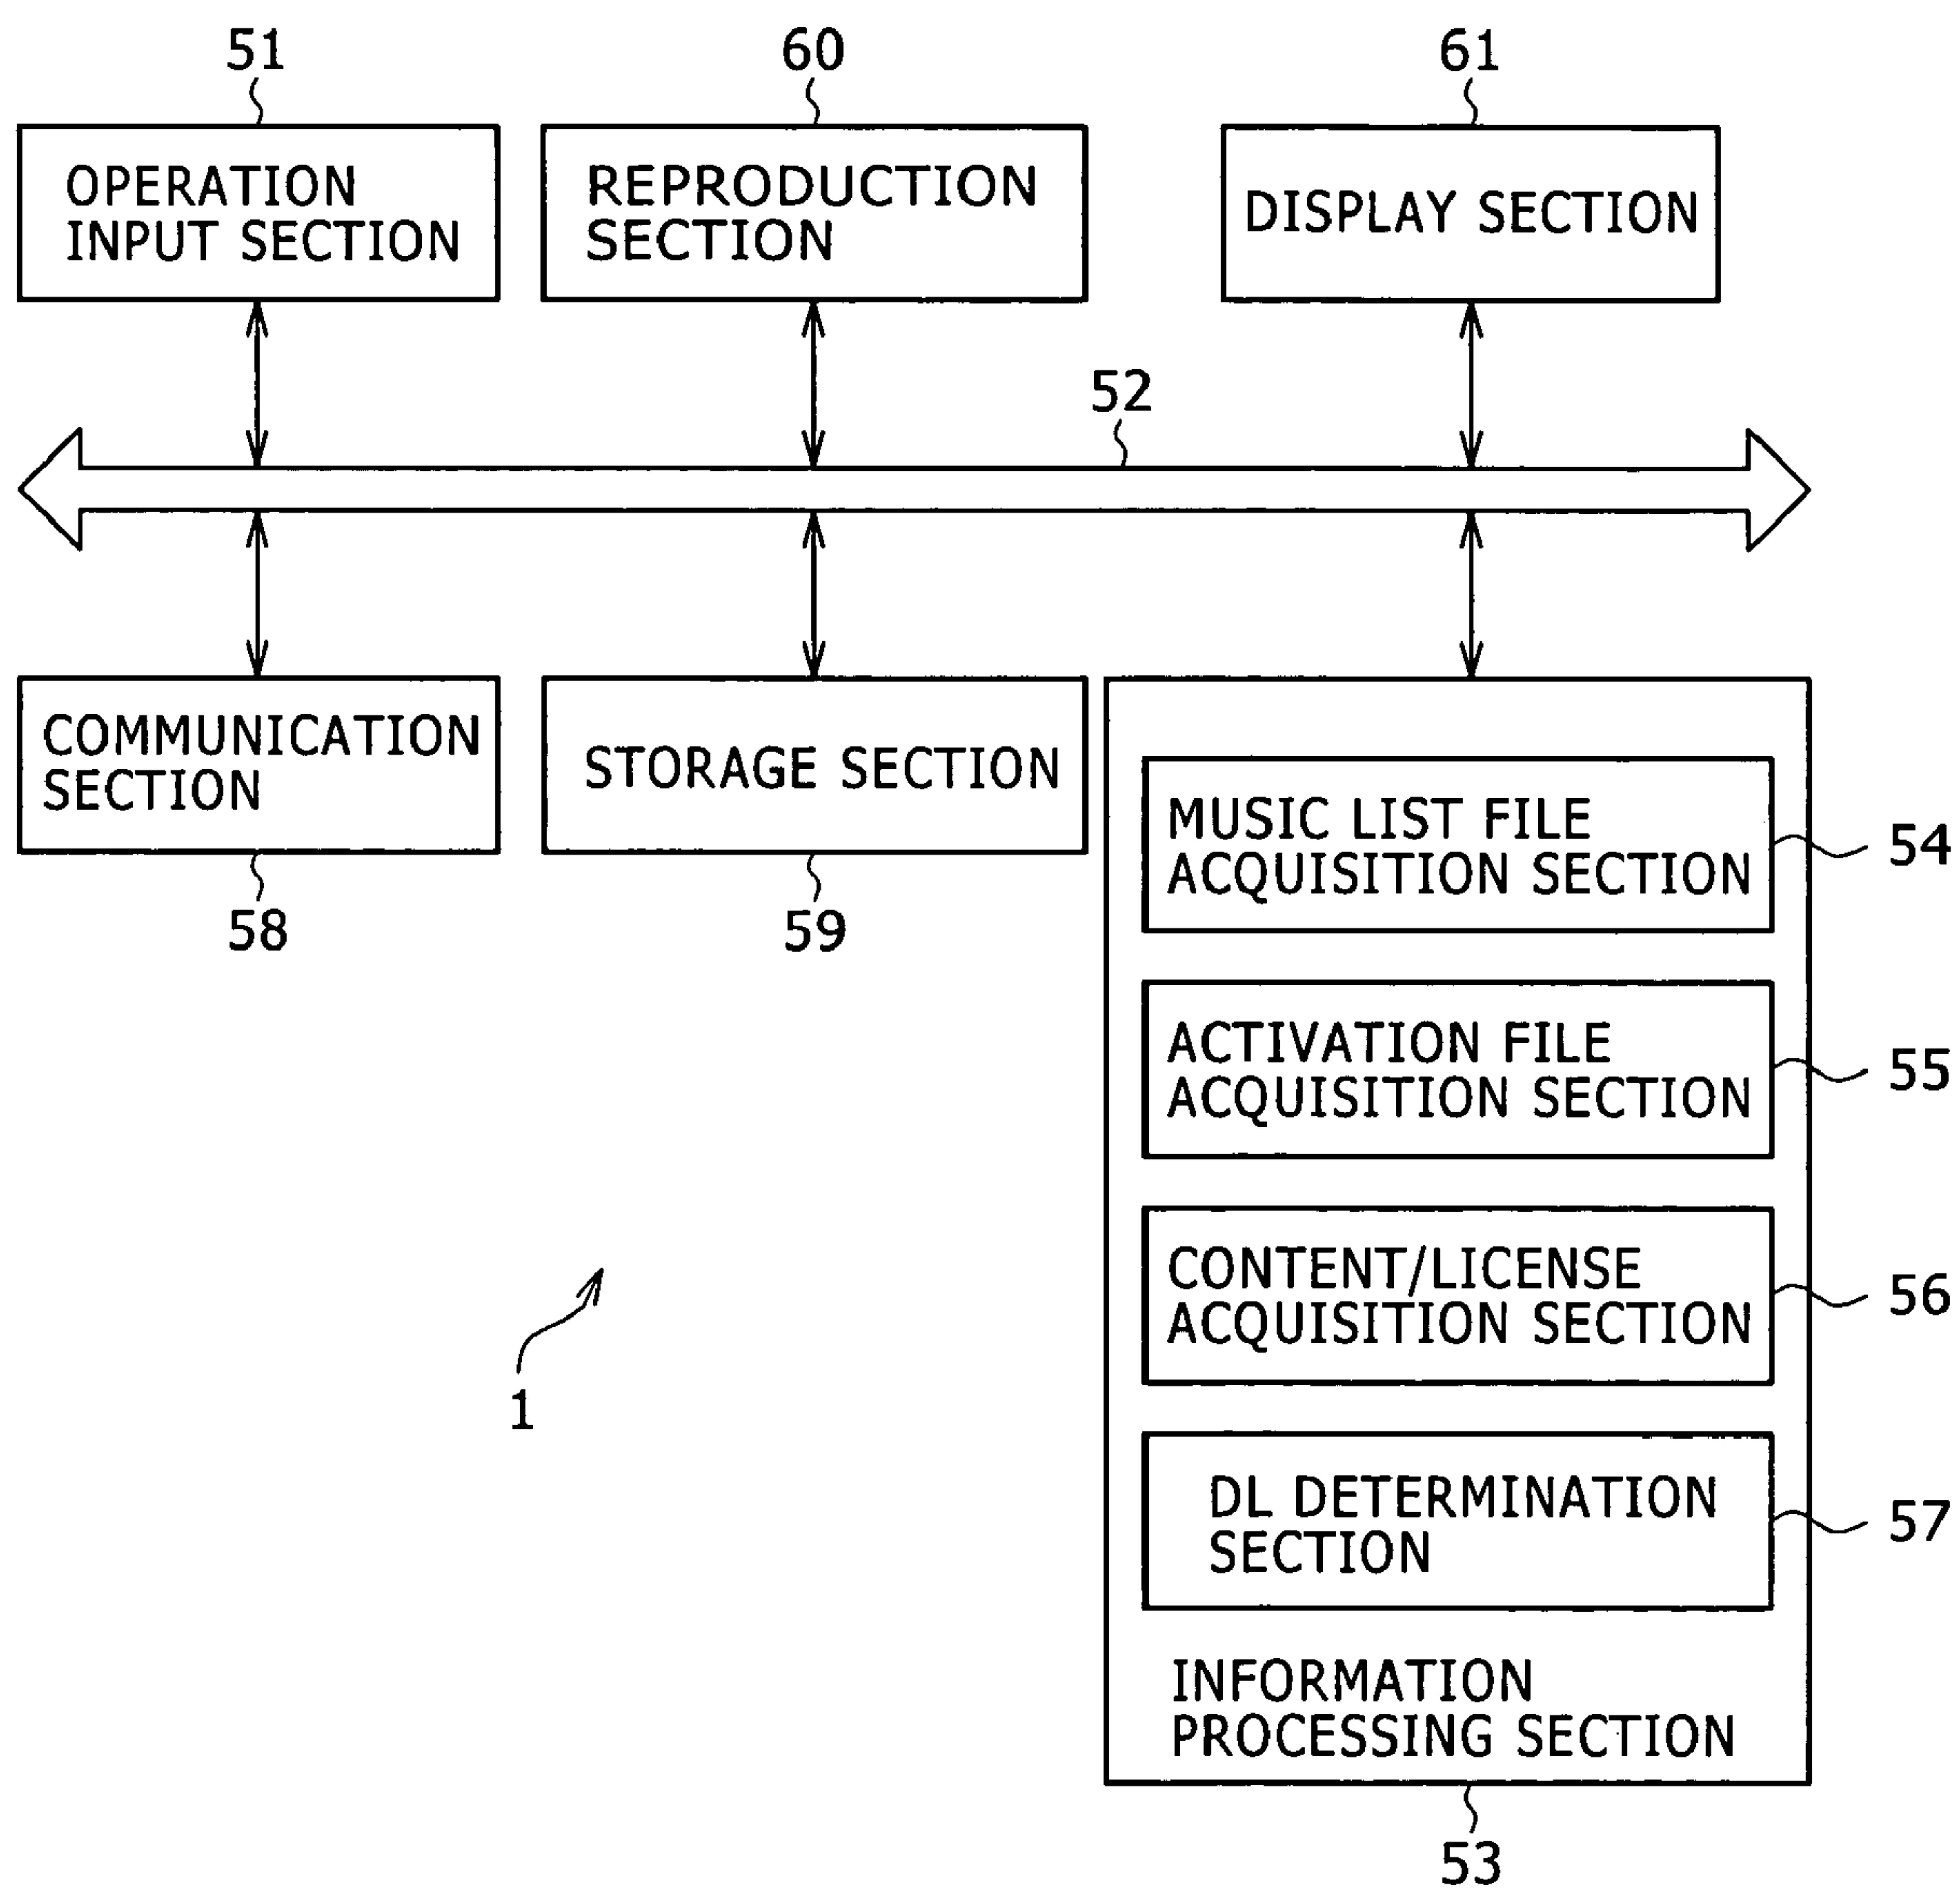 51
60
61
OPERATION
INPUT SECTION
REPRODUCTION
SECTION
DISPLAY SECTION
52
COMMUNICATION
SECTION
STORAGE SECTION
58
59
MUSIC LIST FILE
ACQUISITION SECTION
54
ACTIVATION FILE
ACQUISITION SECTION
55
CONTENT/LICENSE
ACQUISITION SECTION
56
1
DL DETERMINATION
SECTION
57
INFORMATION
PROCESSING SECTION
53